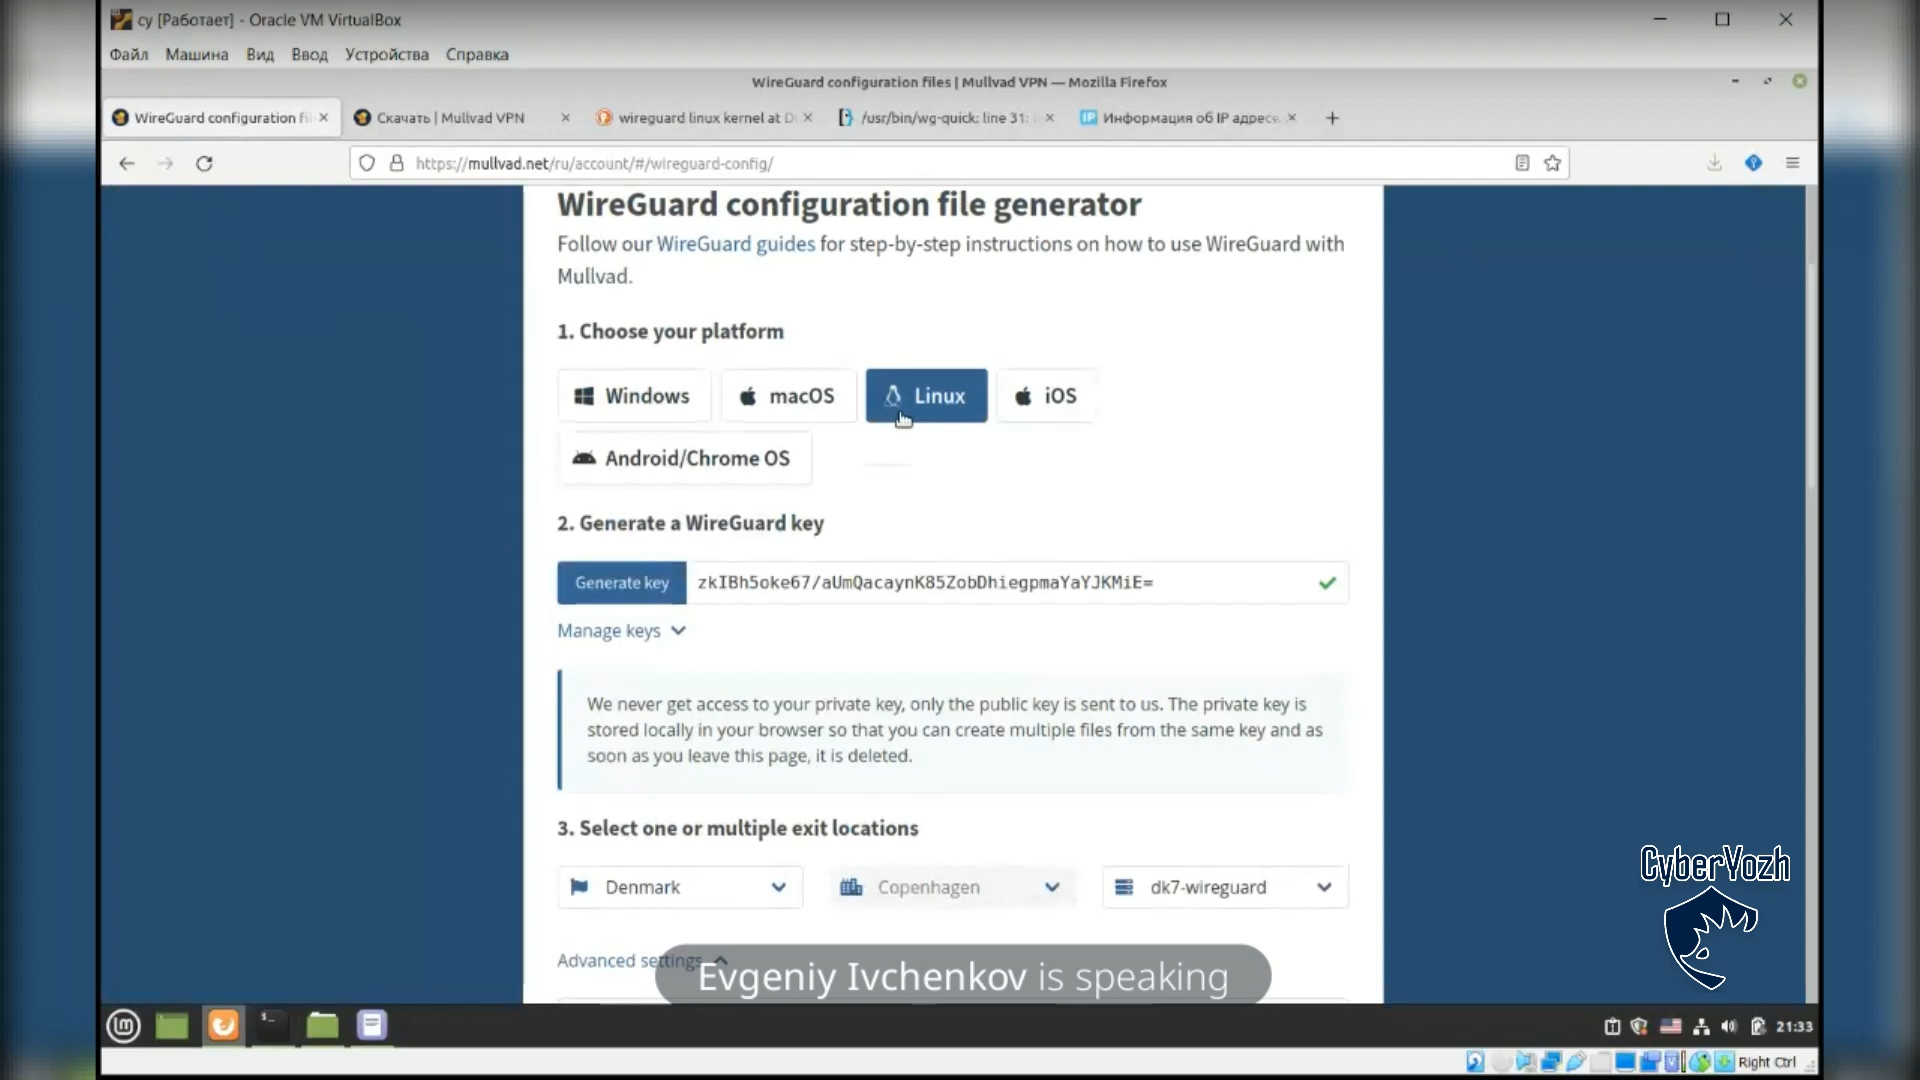 су [Работает] - Oracle VM VirtualBox
Файл Машина Вид Ввод Устройства Справка
WireGuard configuration files | Mullvad VPN — Mozilla Firefox
WireGuard configuration fi
Скачать | Mullvad VPN
wireguard linux kernel at D
/usr/bin/wg-quick: line 31:
Информация об IP адресе
https://mullvad.net/ru/account/#/wireguard-config/
WireGuard configuration file generator
Follow our WireGuard guides for step-by-step instructions on how to use WireGuard with
Mullvad.
1. Choose your platform
Windows
macOS
Linux
iOS
Android/Chrome OS
2. Generate a WireGuard key
Generate key
zkIBh5oke67/aUmQacaynK85ZobDhiegpmaYaYJKMiE=
Manage keys
We never get access to your private key, only the public key is sent to us. The private key is
stored locally in your browser so that you can create multiple files from the same key and as
soon as you leave this page, it is deleted.
3. Select one or multiple exit locations
Denmark
Copenhagen
dk7-wireguard
CyberYozh
Advanced settings
Evgeniy Ivchenkov is speaking
21:33
Right Ctrl